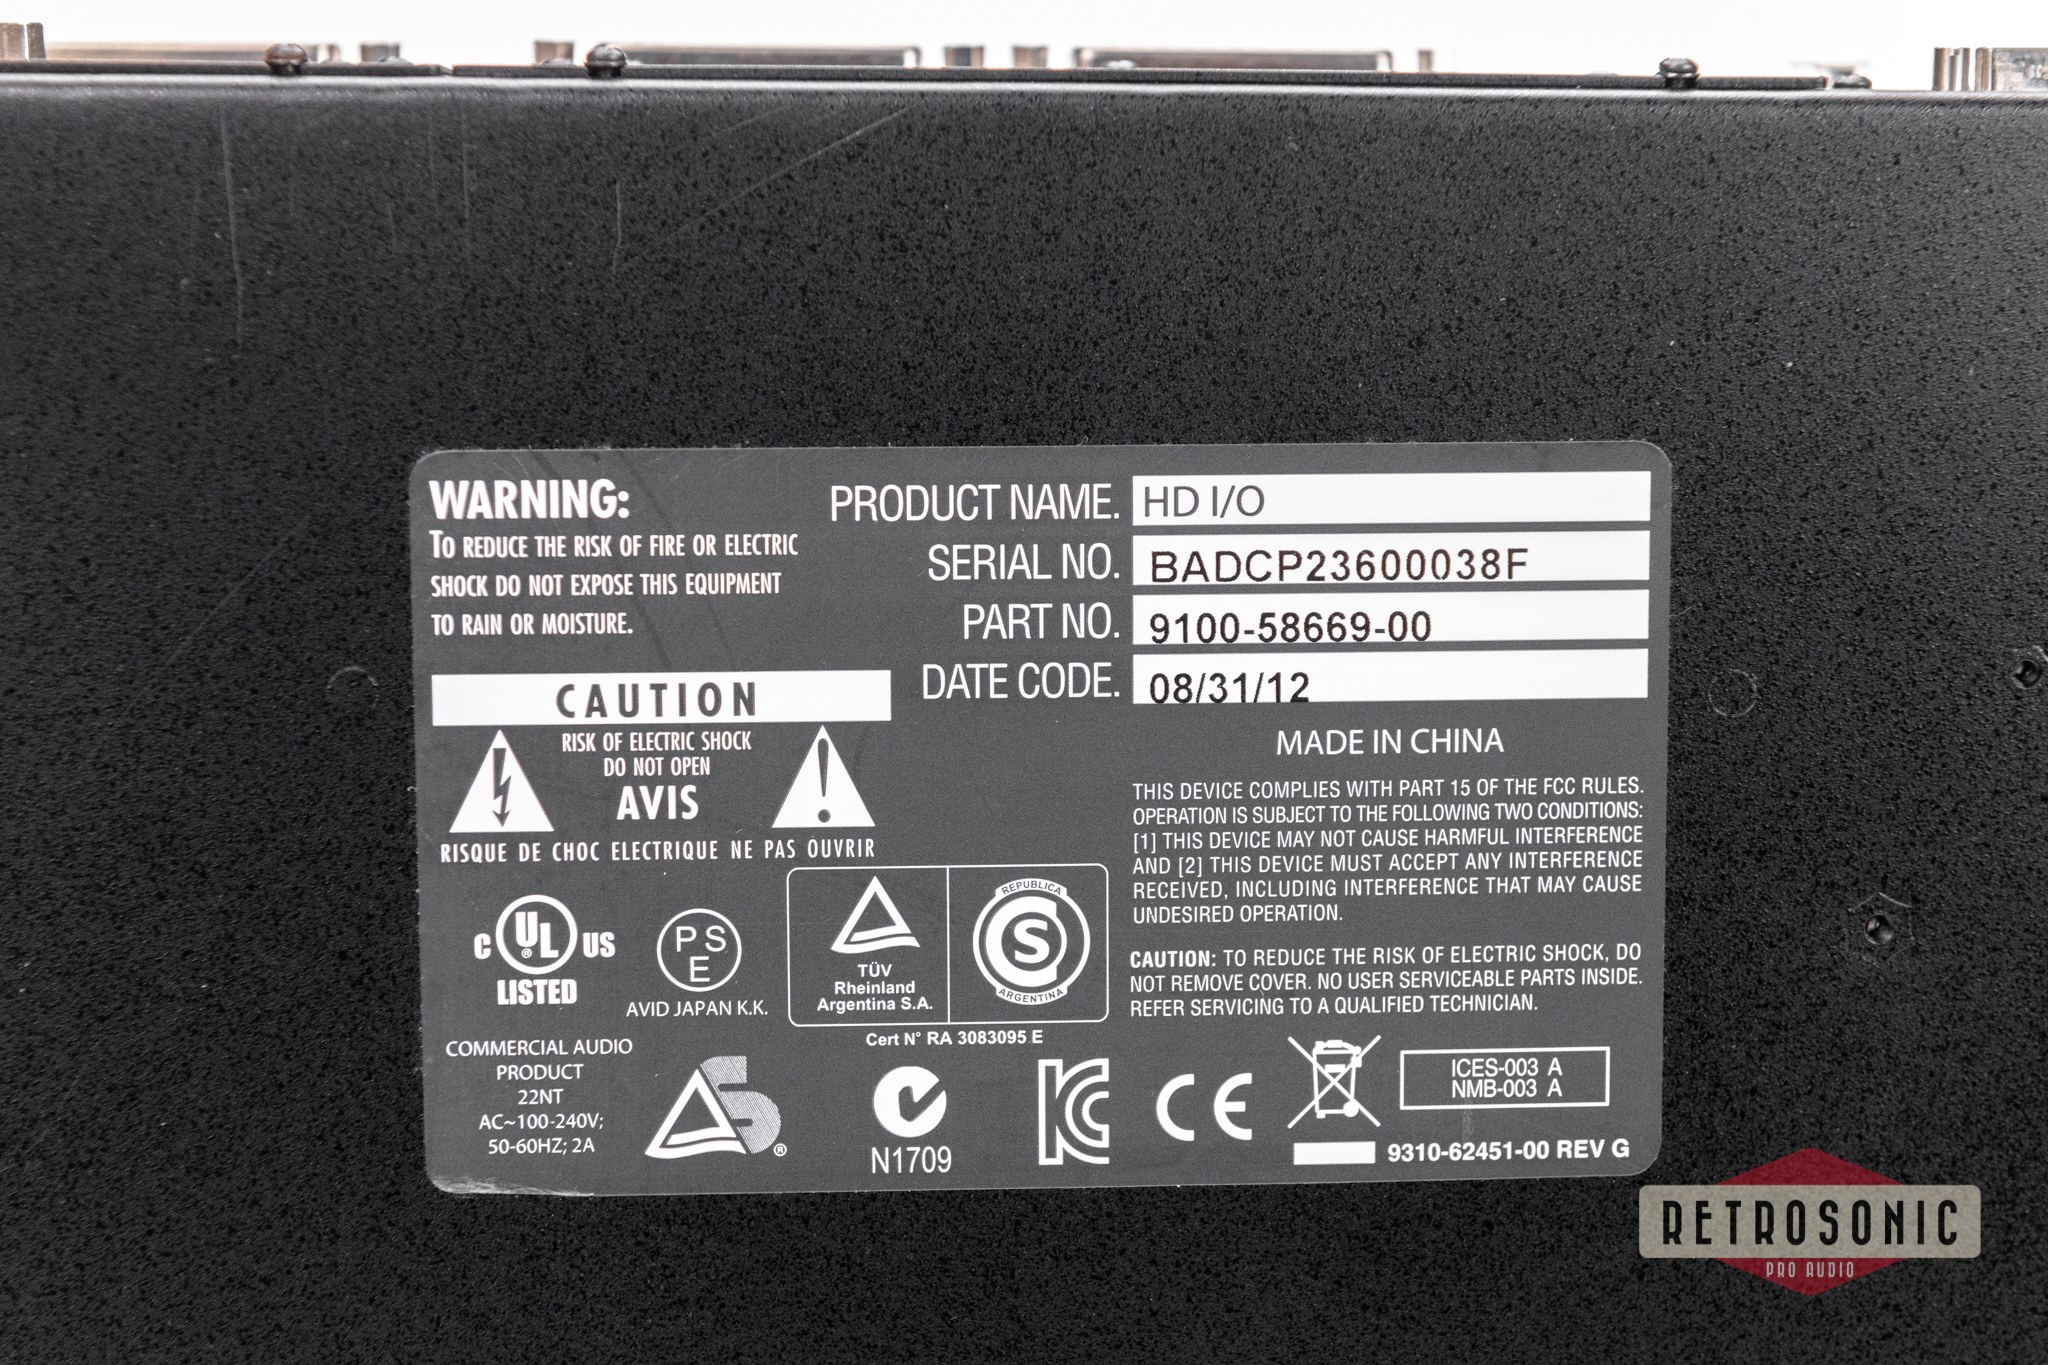 WARNING:
TO REDUCE THE RISK OF FIRE OR ELECTRIC
SHOCK DO NOT EXPOSE THIS EQUIPMENT
TO RAIN OR MOISTURE.
CAUTION
RISK OF ELECTRIC SHOCK
DO NOT OPEN
AVIS
RISQUE DE CHOC ELECTRIQUE NE PAS OUVRIR
PRODUCT NAME. HD I/O
SERIAL NO. BADCP23600038F
PART NO. 9100-58669-00
DATE CODE. 08/31/12
MADE IN CHINA
THIS DEVICE COMPLIES WITH PART 15 OF THE FCC RULES.
OPERATION IS SUBJECT TO THE FOLLOWING TWO CONDITIONS:
[1] THIS DEVICE MAY NOT CAUSE HARMFUL INTERFERENCE
AND [2] THIS DEVICE MUST ACCEPT ANY INTERFERENCE
RECEIVED, INCLUDING INTERFERENCE THAT MAY CAUSE
UNDESIRED OPERATION.
CAUTION: TO REDUCE THE RISK OF ELECTRIC SHOCK, DO
NOT REMOVE COVER. NO USER SERVICEABLE PARTS INSIDE.
REFER SERVICING TO A QUALIFIED TECHNICIAN.
C UL ® US
LISTED
PS
E
AVID JAPAN K.K.
TÜV
Rheinland
Argentina S.A.
REPUBLICA
S
ARGENTINA
Cert N° RA 3083095 E
COMMERCIAL AUDIO
PRODUCT
22NT
AC~100-240V;
50-60HZ; 2A
S ®
N1709
KC
CE
ICES-003 A
NMB-003 A
9310-62451-00 REV G
RETROSONIC
PRO AUDIO